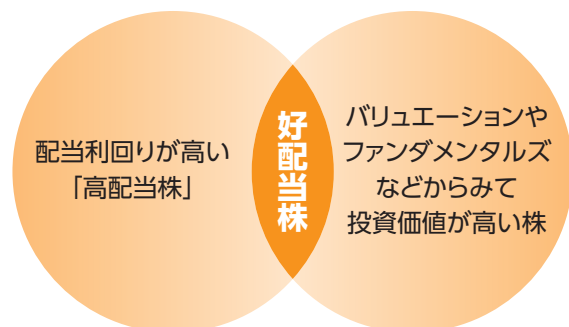 配当利回りが高い
「高配当株」
好配当株
バリュエーションや
ファンダメンタルズ
などからみて
投資価値が高い株